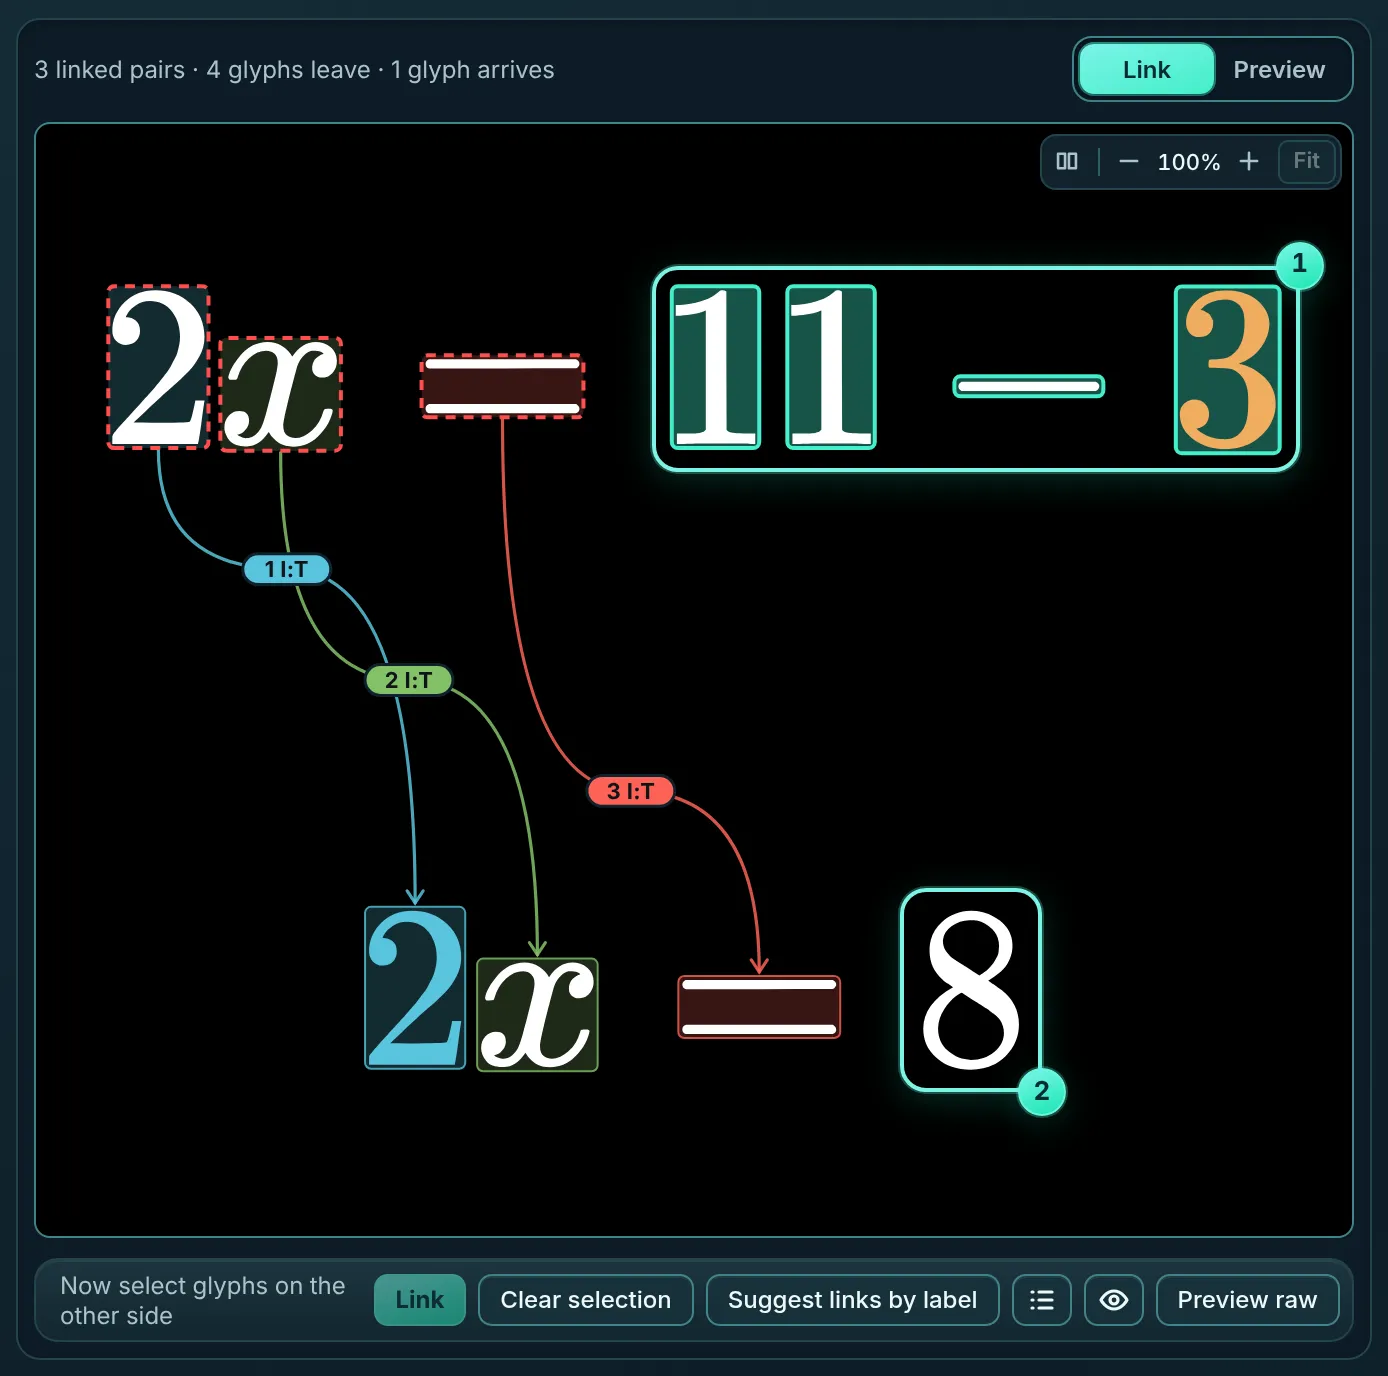 3 linked pairs · 4 glyphs leave · 1 glyph arrives
Link Preview
100% Fit
1
2x = 11 − 3
1 I:T
2 I:T
3 I:T
2x = 8
2
Now select glyphs on the
other side
Link Clear selection Suggest links by label Preview raw